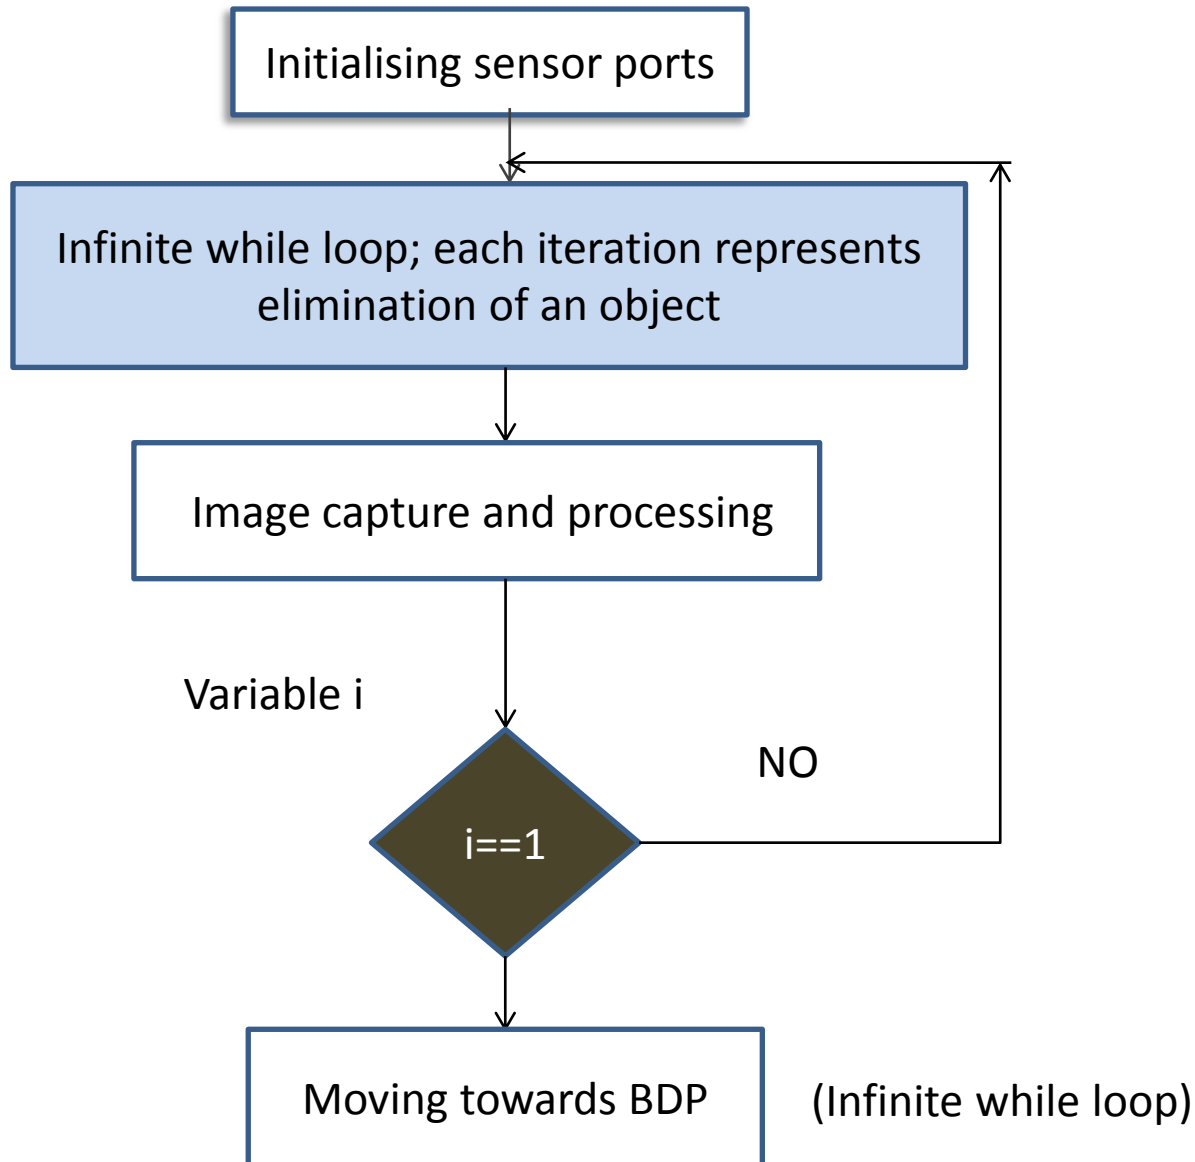 Initialising sensor ports
Infinite while loop; each iteration represents
elimination of an object
Image capture and processing
Variable i
NO
i==1
Moving towards BDP
(Infinite while loop)